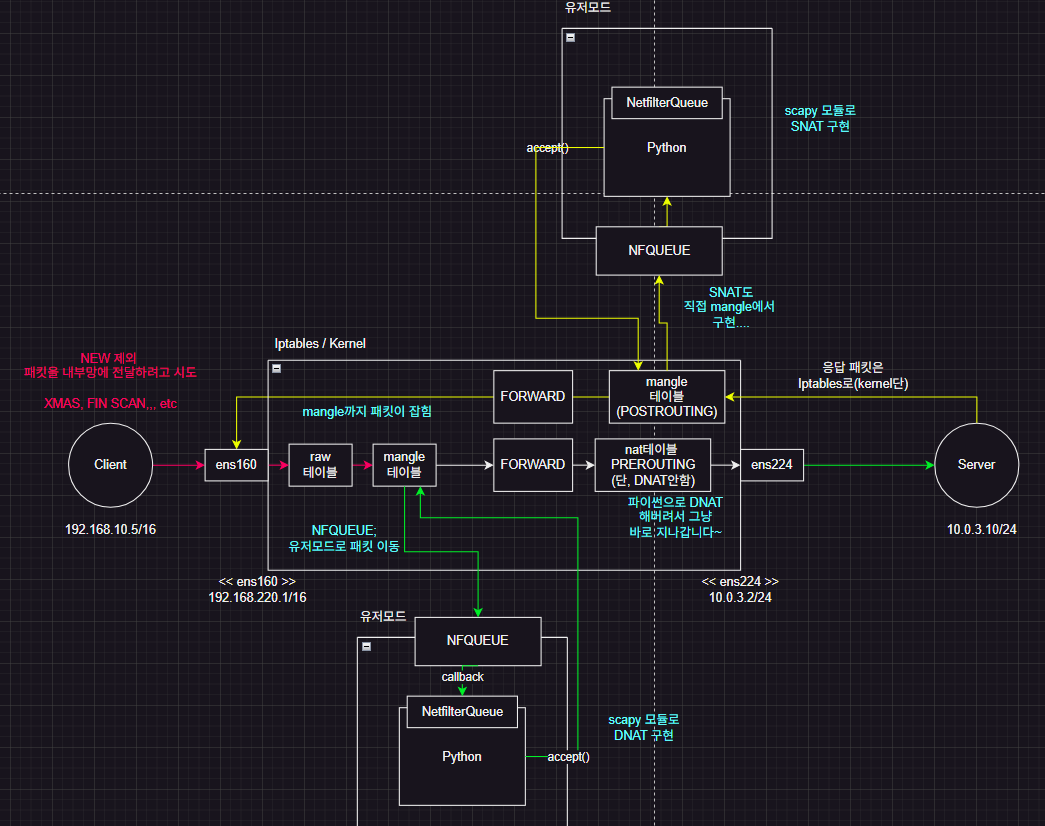 유저모드
NetfilterQueue
scapy 모듈로
SNAT 구현
accept()
Python
NFQUEUE
SNAT도
직접 mangle에서
구현....
Iptables / Kernel
NEW 제외
패킷을 내부망에 전달하려고 시도
XMAS, FIN SCAN,,, etc
응답 패킷은
Iptables로(kernel단)
mangle까지 패킷이 잡힘
FORWARD
mangle
테이블
(POSTROUTING)
Client
ens160
raw
테이블
mangle
테이블
FORWARD
nat테이블
PREROUTING
(단, DNAT안함)
ens224
Server
파이썬으로 DNAT
해버려서 그냥
바로 지나갑니다~
192.168.10.5/16
10.0.3.10/24
NFQUEUE;
유저모드로 패킷 이동
<< ens160 >>
192.168.220.1/16
<< ens224 >>
10.0.3.2/24
유저모드
NFQUEUE
callback
NetfilterQueue
scapy 모듈로
DNAT 구현
Python
accept()